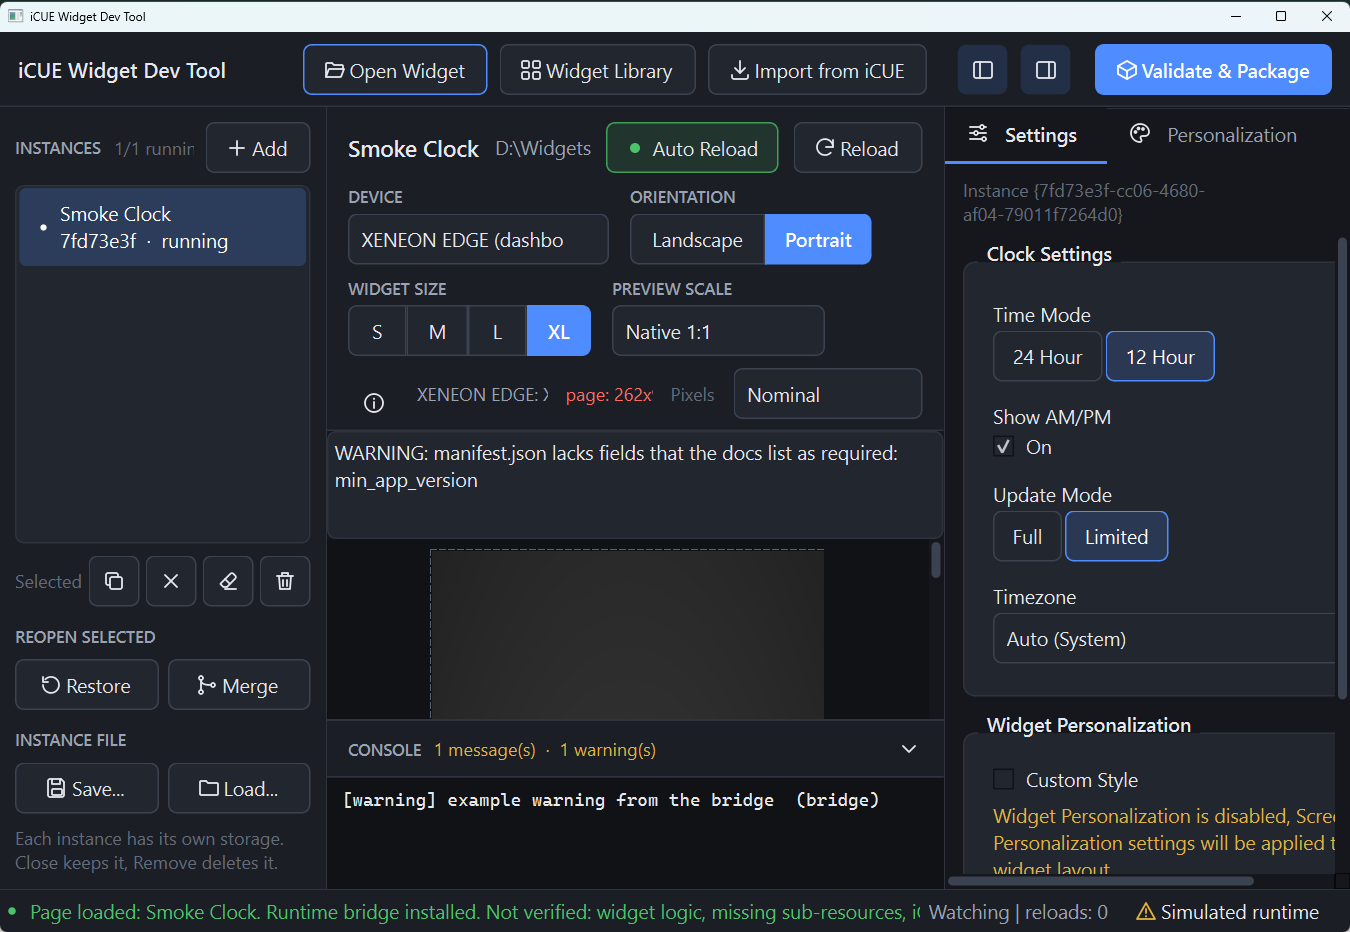 iCUE Widget Dev Tool
iCUE Widget Dev Tool
Open Widget
Widget Library
Import from iCUE
Validate & Package
INSTANCES 1/1
Add
Smoke Clock
7fd73e3f · running
Selected
REOPEN SELECTED
Restore
Merge
INSTANCE FILE
Save...
Load...
Each instance has its own storage.
Close keeps it, Remove deletes it.
Smoke Clock D:\Widgets
Auto Reload
Reload
DEVICE
XENEON EDGE (dashbo
ORIENTATION
Landscape
Portrait
WIDGET SIZE
S
M
L
XL
PREVIEW SCALE
Native 1:1
XENEON EDGE:
page: 262x
Pixels
Nominal
WARNING: manifest.json lacks fields that the docs list as required:
min_app_version
CONSOLE 1 message(s) · 1 warning(s)
[warning] example warning from the bridge (bridge)
Settings
Personalization
Instance {7fd73e3f-cc06-4680-
af04-79011f7264d0}
Clock Settings
Time Mode
24 Hour
12 Hour
Show AM/PM
On
Update Mode
Full
Limited
Timezone
Auto (System)
Widget Personalization
Custom Style
Widget Personalization is disabled,
Personalization settings will be applied
widget layout
Page loaded: Smoke Clock. Runtime bridge installed. Not verified: widget logic, missing sub-resources,
Watching | reloads: 0
Simulated runtime